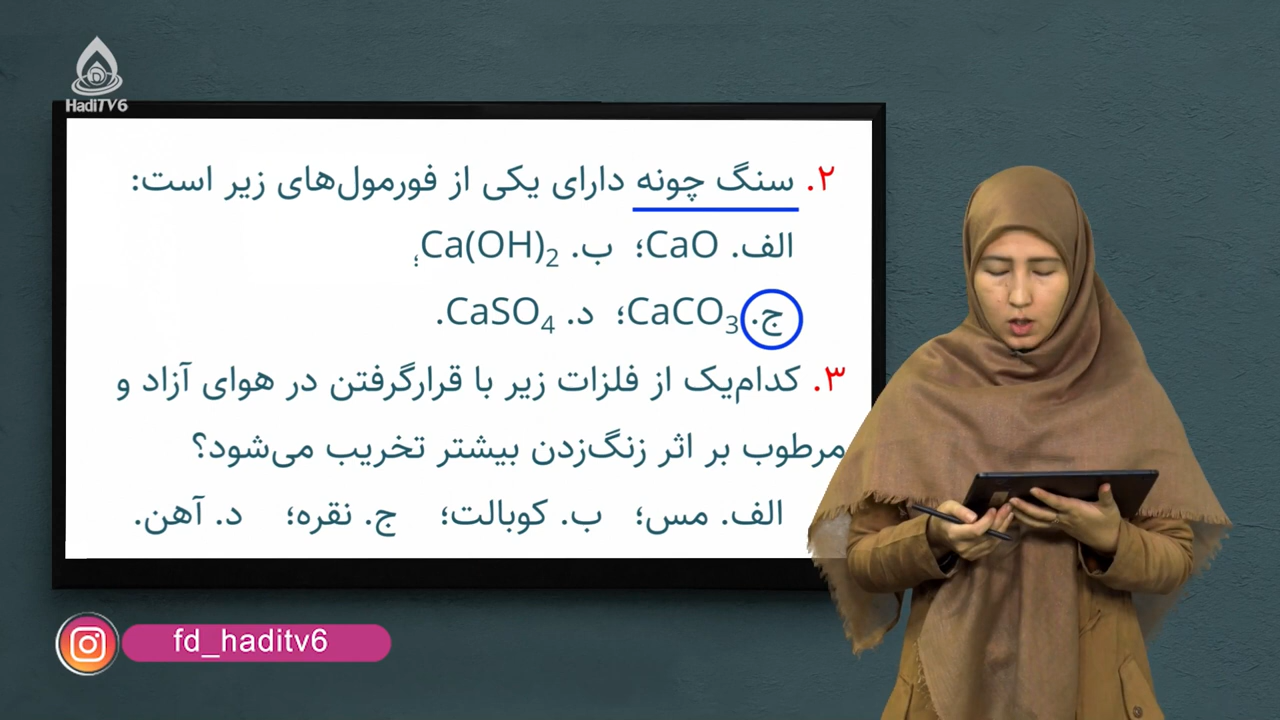 HadiTV6
۲. سنگ چونه دارای یکی از فورمول‌های زیر است:
الف. CaO؛ ب. Ca(OH)₂؛
ج. CaCO₃؛ د. CaSO₄.
۳. کدام‌یک از فلزات زیر با قرارگرفتن در هوای آزاد و
مرطوب بر اثر زنگ‌زدن بیشتر تخریب می‌شود؟
الف. مس؛ ب. کوبالت؛ ج. نقره؛ د. آهن.
fd_haditv6